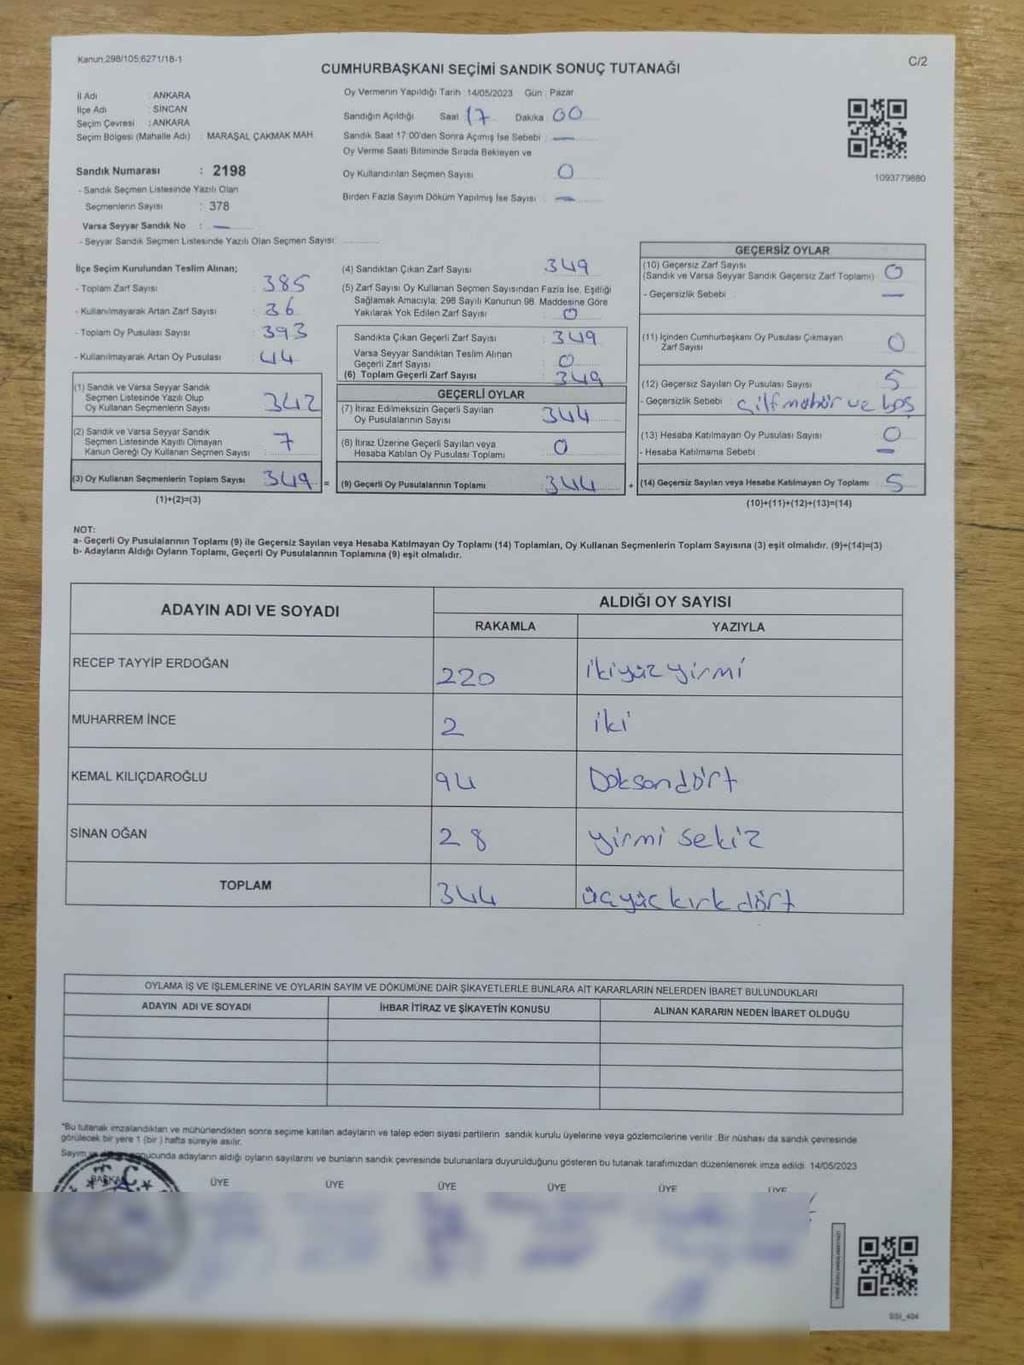 Kanun:298/105;6271/18-1
C/2
CUMHURBAŞKANI SEÇİMİ SANDIK SONUÇ TUTANAĞI
İl Adı : ANKARA
İlçe Adı : SİNCAN
Seçim Çevresi : ANKARA
Seçim Bölgesi (Mahalle Adı) : MARAŞAL ÇAKMAK MAH.
Sandık Numarası : 2198
- Sandık Seçmen Listesinde Yazılı Olan
Seçmenlerin Sayısı : 378
Varsa Seyyar Sandık No : —
- Seyyar Sandık Seçmen Listesinde Yazılı Olan Seçmen Sayısı:
Oy Vermenin Yapıldığı Tarih :14/05/2023 Gün : Pazar
Sandığın Açıldığı Saat 17 Dakika 00
Sandık Saat 17:00'den Sonra Açımış İse Sebebi : —
Oy Verme Saati Bitiminde Sırada Bekleyen ve
Oy Kullandırılan Seçmen Sayısı 0
Birden Fazla Sayım Döküm Yapılmış İse Sayısı : —
1093779880
İlçe Seçim Kurulundan Teslim Alınan;
- Toplam Zarf Sayısı 385
- Kullanılmayarak Artan Zarf Sayısı 36
- Toplam Oy Pusulası Sayısı 393
- Kullanılmayarak Artan Oy Pusulası 44
(1) Sandık ve Varsa Seyyar Sandık
Seçmen Listesinde Yazılı Olup
Oy Kullanan Seçmenlerin Sayısı 342
(2) Sandık ve Varsa Seyyar Sandık
Seçmen Listesinde Kayıtlı Olmayan
Kanun Gereği Oy Kullanan Seçmen Sayısı 7
(3) Oy Kullanan Seçmenlerin Toplam Sayısı 349 =
(1)+(2)=(3)
(4) Sandıktan Çıkan Zarf Sayısı 349
(5) Zarf Sayısı Oy Kullanan Seçmen Sayısından Fazla ise, Eşitliği
Sağlamak Amacıyla; 298 Sayılı Kanunun 98. Maddesine Göre
Yakılarak Yok Edilen Zarf Sayısı 0
Sandıkta Çıkan Geçerli Zarf Sayısı 349
Varsa Seyyar Sandıktan Teslim Alınan
Geçerli Zarf Sayısı 0
(6) Toplam Geçerli Zarf Sayısı 349
GEÇERLİ OYLAR
(7) İtiraz Edilmeksizin Geçerli Sayılan
Oy Pusulalarının Sayısı 344
(8) İtiraz Üzerine Geçerli Sayılan veya
Hesaba Katılan Oy Pusulası Toplamı 0
(9) Geçerli Oy Pusulalarının Toplamı 344 +
GEÇERSİZ OYLAR
(10) Geçersiz Zarf Sayısı
(Sandık ve Varsa Seyyar Sandık Geçersiz Zarf Toplamı) 0
- Geçersizlik Sebebi : —
(11) İçinden Cumhurbaşkanı Oy Pusulası Çıkmayan
Zarf Sayısı 0
(12) Geçersiz Sayılan Oy Pusulası Sayısı 5
- Geçersizlik Sebebi : çift mühür ve boş
(13) Hesaba Katılmayan Oy Pusulası Sayısı 0
- Hesaba Katılmama Sebebi : —
(14) Geçersiz Sayılan veya Hesaba Katılmayan Oy Toplamı 5
(10)+(11)+(12)+(13)=(14)
NOT:
a- Geçerli Oy Pusulalarının Toplamı (9) ile Geçersiz Sayılan veya Hesaba Katılmayan Oy Toplamı (14) Toplamları, Oy Kullanan Seçmenlerin Toplam Sayısına (3) eşit olmalıdır. (9)+(14)=(3)
b- Adayların Aldığı Oyların Toplamı, Geçerli Oy Pusulalarının Toplamına (9) eşit olmalıdır.
ADAYIN ADI VE SOYADI ALDIĞI OY SAYISI
RAKAMLA YAZIYLA
RECEP TAYYİP ERDOĞAN 220 ikiyüz yirmi
MUHARREM İNCE 2 iki
KEMAL KILIÇDAROĞLU 94 Doksandört
SİNAN OĞAN 28 yirmi sekiz
TOPLAM 344 üçyüz kırk dört
OYLAMA İŞ VE İŞLEMLERİNE VE OYLARIN SAYIM VE DÖKÜMÜNE DAİR ŞİKAYETLERLE BUNLARA AİT KARARLARIN NELERDEN İBARET BULUNDUKLARI
ADAYIN ADI VE SOYADI İHBAR İTİRAZ VE ŞİKAYETİN KONUSU ALINAN KARARIN NEDEN İBARET OLDUĞU
"Bu tutanak imzalandıktan ve mühürlendikten sonra seçime katılan adayların ve talep eden siyasi partilerin sandık kurulu üyelerine veya gözlemcilerine verilir .Bir nüshası da sandık çevresinde
görülecek bir yere 1 (bir ) hafta süreyle asılır.
Sayım ve sonucunda adayların aldığı oyların sayılarını ve bunların sandık çevresinde bulunanlara duyurulduğunu gösteren bu tutanak tarafımızdan düzenlenerek imza edildi. 14/05/2023
BAŞKAN ÜYE ÜYE ÜYE ÜYE ÜYE ÜYE
T.C.